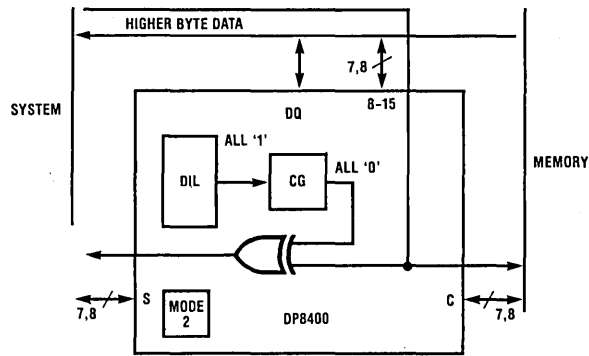 HIGHER BYTE DATA
7,8
SYSTEM
DQ
8-15
ALL '1'
MEMORY
DIL
CG
ALL '0'
S
C
7,8
MODE
2
DP8400
7,8